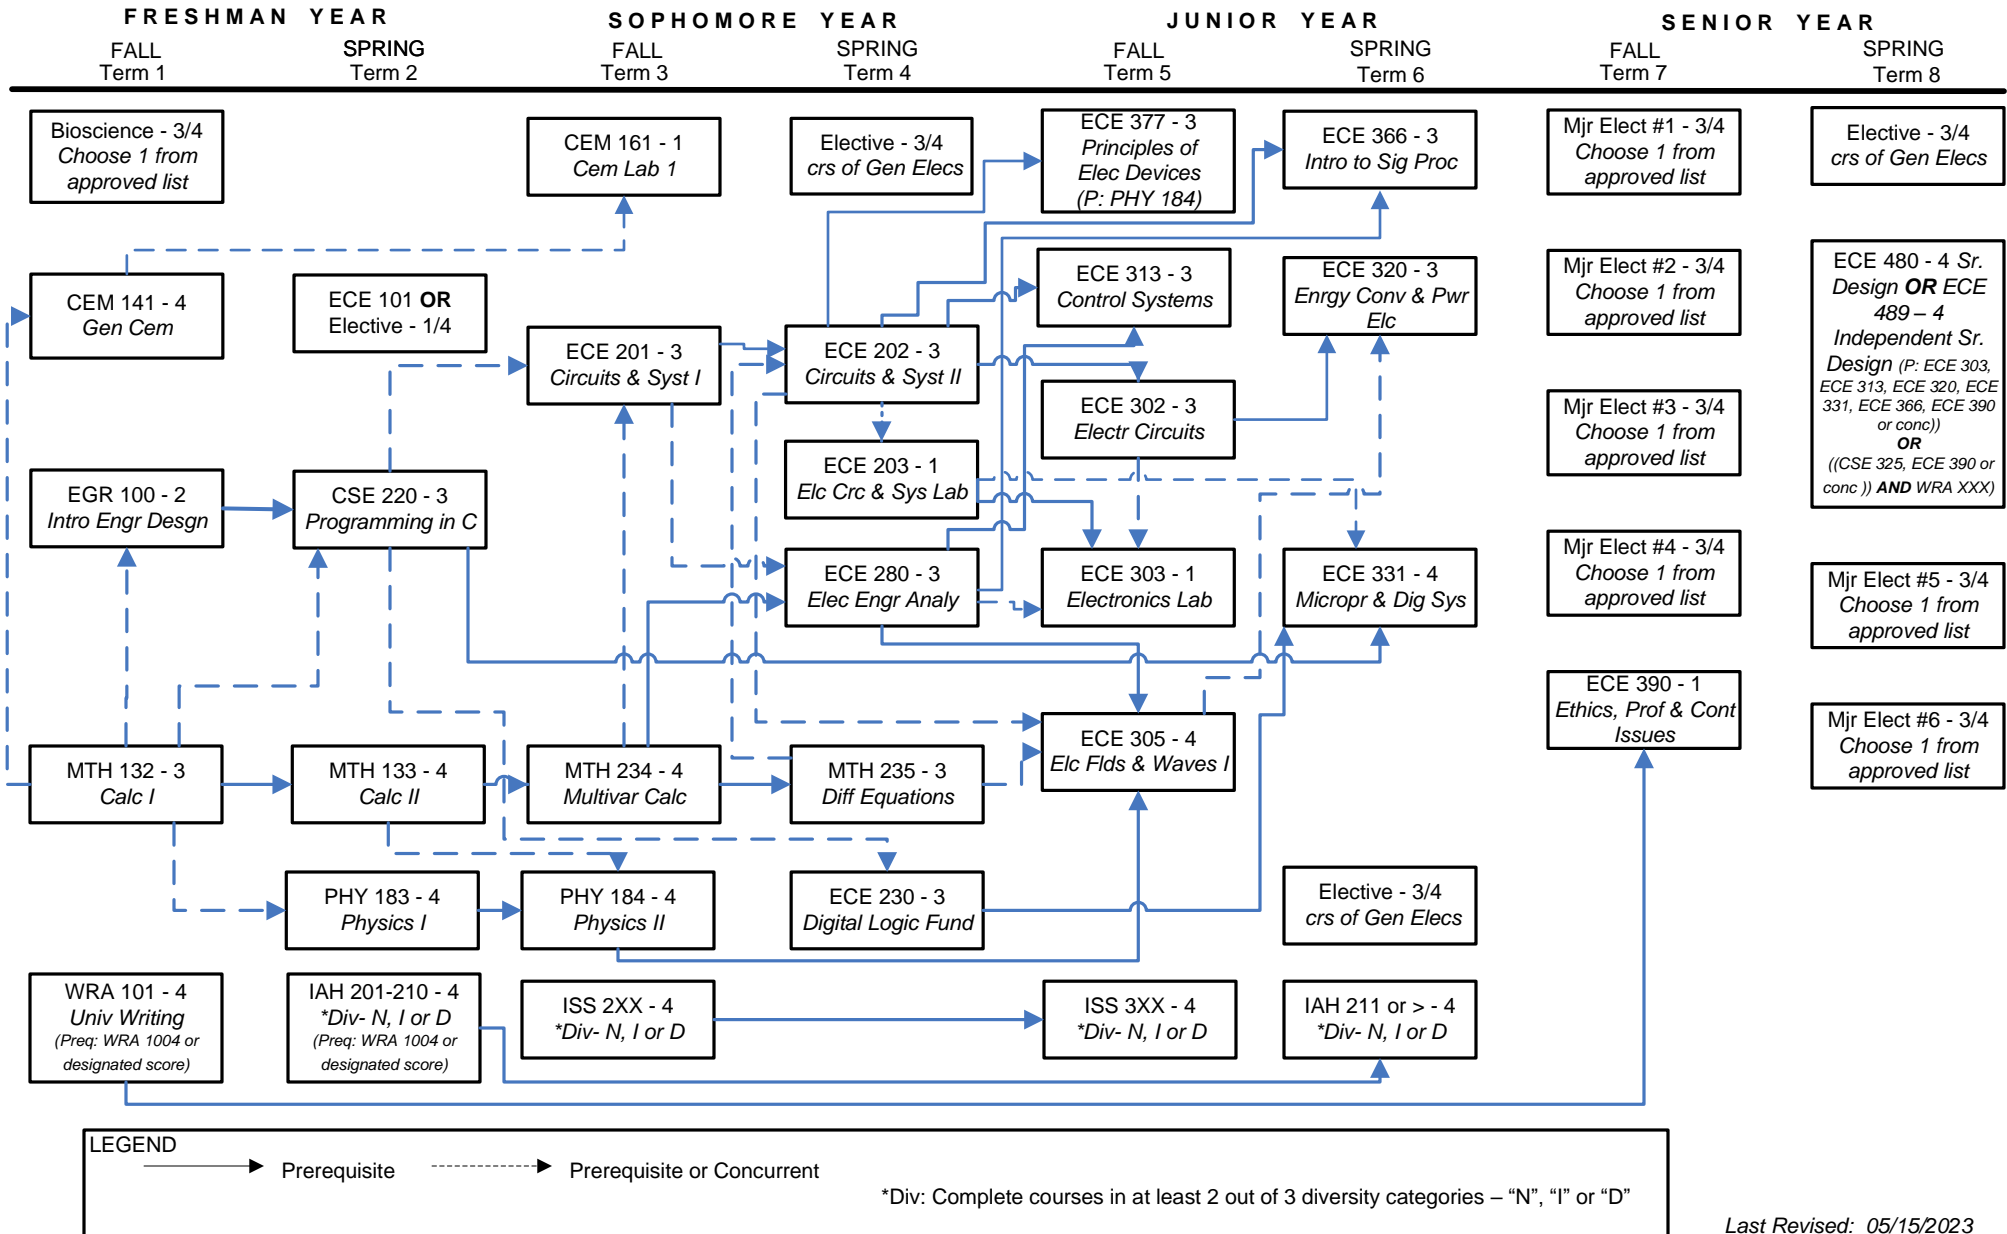 FRESHMAN YEAR
SOPHOMORE YEAR
JUNIOR YEAR
SENIOR YEAR
FALL
Term 1
SPRING
Term 2
FALL
Term 3
SPRING
Term 4
FALL
Term 5
SPRING
Term 6
FALL
Term 7
SPRING
Term 8
Bioscience - 3/4
Choose 1 from
approved list
CEM 161 - 1
Cem Lab 1
Elective - 3/4
crs of Gen Elecs
ECE 377 - 3
Principles of
Elec Devices
(P: PHY 184)
ECE 366 - 3
Intro to Sig Proc
Mjr Elect #1 - 3/4
Choose 1 from
approved list
Elective - 3/4
crs of Gen Elecs
CEM 141 - 4
Gen Cem
ECE 101 OR
Elective - 1/4
ECE 201 - 3
Circuits & Syst I
ECE 202 - 3
Circuits & Syst II
ECE 313 - 3
Control Systems
ECE 320 - 3
Enrgy Conv & Pwr
Elc
Mjr Elect #2 - 3/4
Choose 1 from
approved list
ECE 480 - 4 Sr.
Design OR ECE
489 – 4
Independent Sr.
Design (P: ECE 303,
ECE 313, ECE 320, ECE
331, ECE 366, ECE 390
or conc))
OR
((CSE 325, ECE 390 or
conc )) AND WRA XXX)
ECE 302 - 3
Electr Circuits
Mjr Elect #3 - 3/4
Choose 1 from
approved list
EGR 100 - 2
Intro Engr Desgn
CSE 220 - 3
Programming in C
ECE 203 - 1
Elc Crc & Sys Lab
ECE 280 - 3
Elec Engr Analy
ECE 303 - 1
Electronics Lab
ECE 331 - 4
Micropr & Dig Sys
Mjr Elect #4 - 3/4
Choose 1 from
approved list
Mjr Elect #5 - 3/4
Choose 1 from
approved list
MTH 132 - 3
Calc I
MTH 133 - 4
Calc II
MTH 234 - 4
Multivar Calc
MTH 235 - 3
Diff Equations
ECE 305 - 4
Elc Flds & Waves I
ECE 390 - 1
Ethics, Prof & Cont
Issues
Mjr Elect #6 - 3/4
Choose 1 from
approved list
PHY 183 - 4
Physics I
PHY 184 - 4
Physics II
ECE 230 - 3
Digital Logic Fund
Elective - 3/4
crs of Gen Elecs
WRA 101 - 4
Univ Writing
(Preq: WRA 1004 or
designated score)
IAH 201-210 - 4
*Div- N, I or D
(Preq: WRA 1004 or
designated score)
ISS 2XX - 4
*Div- N, I or D
ISS 3XX - 4
*Div- N, I or D
IAH 211 or > - 4
*Div- N, I or D
LEGEND
Prerequisite
Prerequisite or Concurrent
*Div: Complete courses in at least 2 out of 3 diversity categories – “N”, “I” or “D”
Last Revised: 05/15/2023